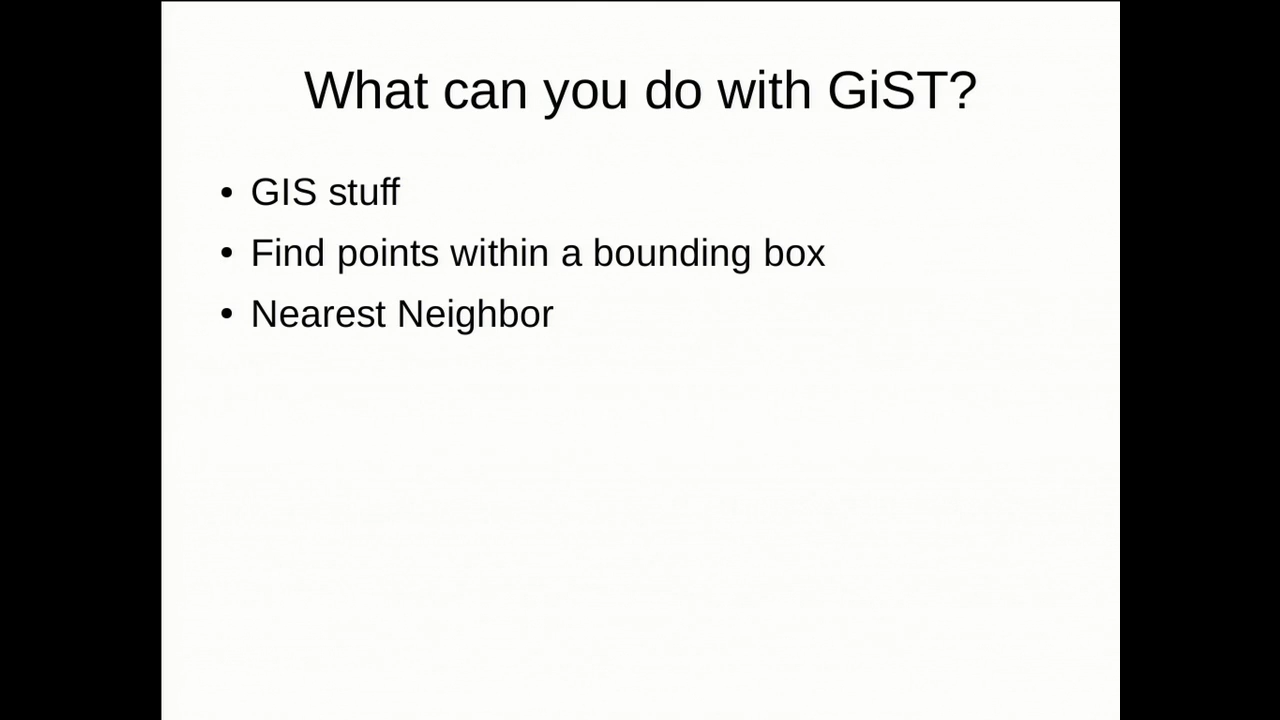 What can you do with GiST?
• GIS stuff
• Find points within a bounding box
• Nearest Neighbor